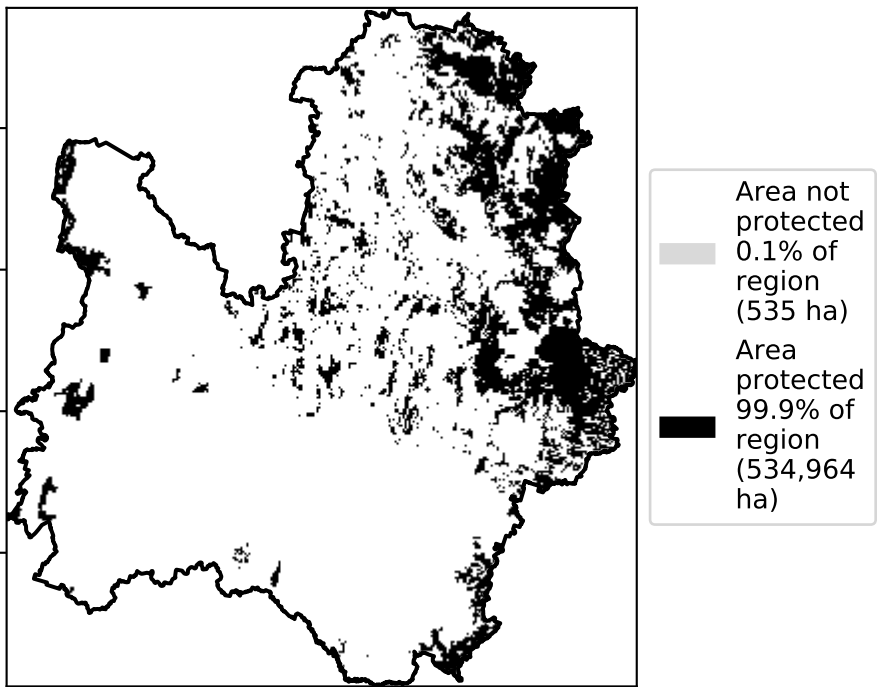 Area not
protected
0.1% of
region
(535 ha)
Area
protected
99.9% of
region
(534,964
ha)